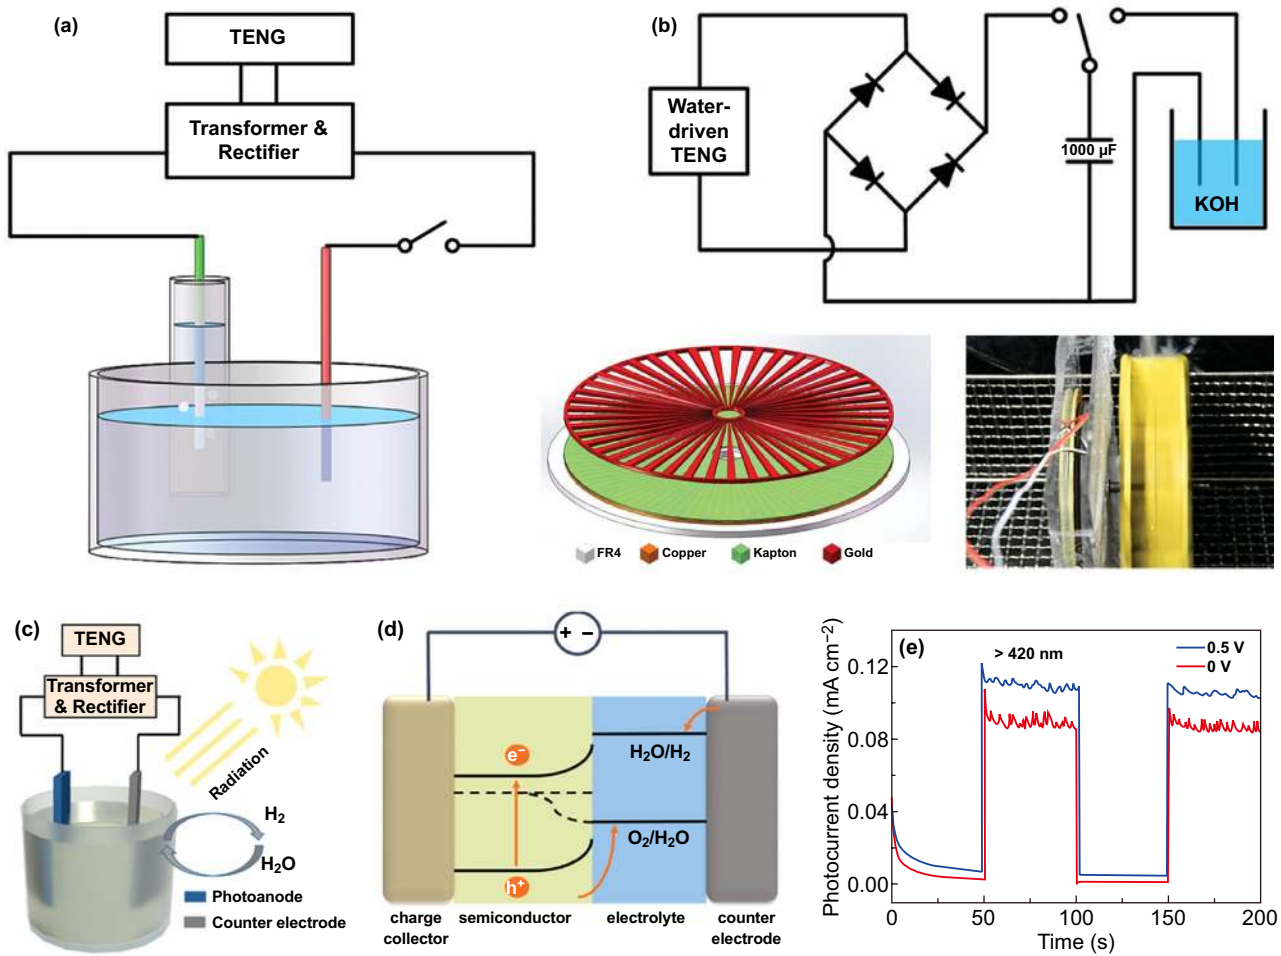 (a)
TENG
Transformer &
Rectifier
(b)
Water-
driven
TENG
1000 µF
KOH
FR4
Copper
Kapton
Gold
(c)
TENG
Transformer
& Rectifier
Radiation
H₂
H₂O
Photoanode
Counter electrode
(d)
+ −
e⁻
H₂O/H₂
O₂/H₂O
h⁺
charge
collector
semiconductor
electrolyte
counter
electrode
(e)
> 420 nm
0.5 V
0 V
Photocurrent density (mA cm⁻²)
0.12
0.08
0.04
0.00
0
50
100
150
200
Time (s)